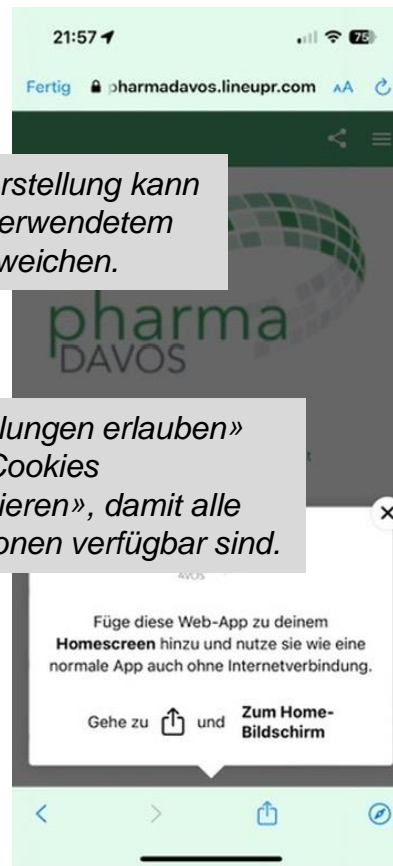 21:57
75
Fertig pharmadavos.lineupr.com AA
rstellung kann
erwendetem
weichen.
pharma
DAVOS
lungen erlauben»
Cookies
ieren», damit alle
onen verfügbar sind.
AVOS
Füge diese Web-App zu deinem
Homescreen hinzu und nutze sie wie eine
normale App auch ohne Internetverbindung.
Gehe zu und Zum Home-
Bildschirm